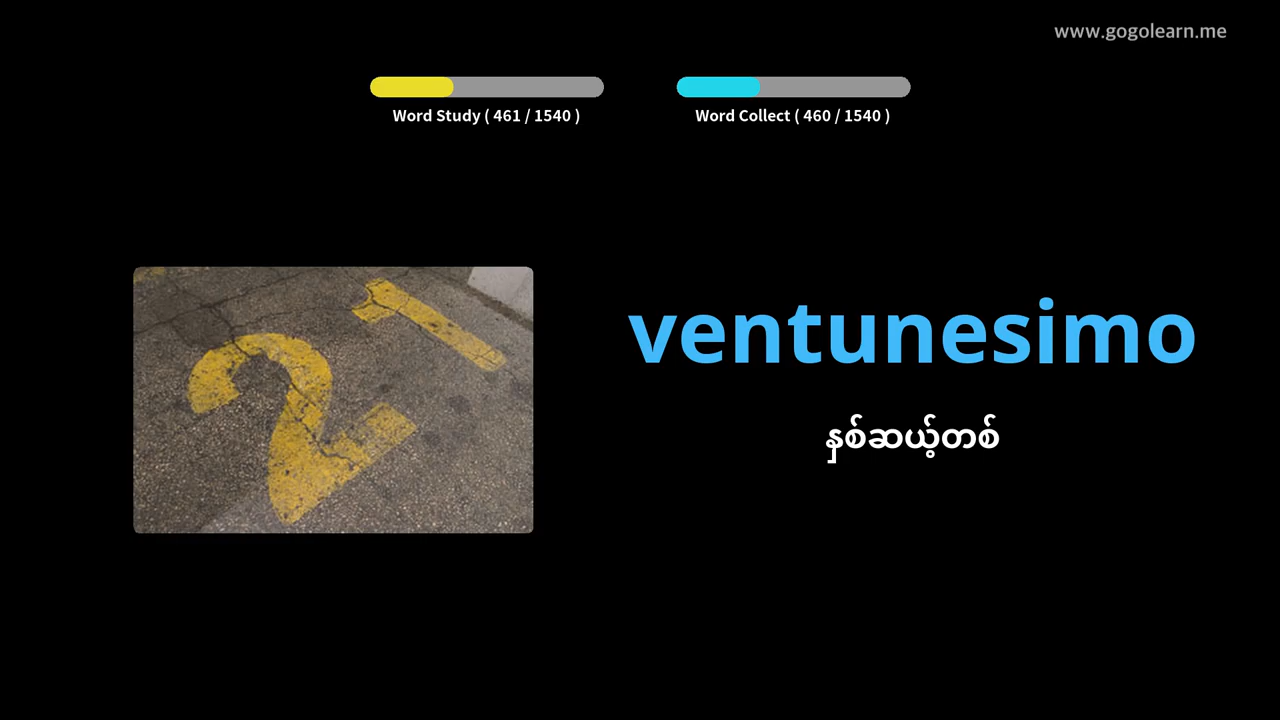 www.gogolearn.me
Word Study ( 461 / 1540 )
Word Collect ( 460 / 1540 )
21
ventunesimo
နှစ်ဆယ့်တစ်